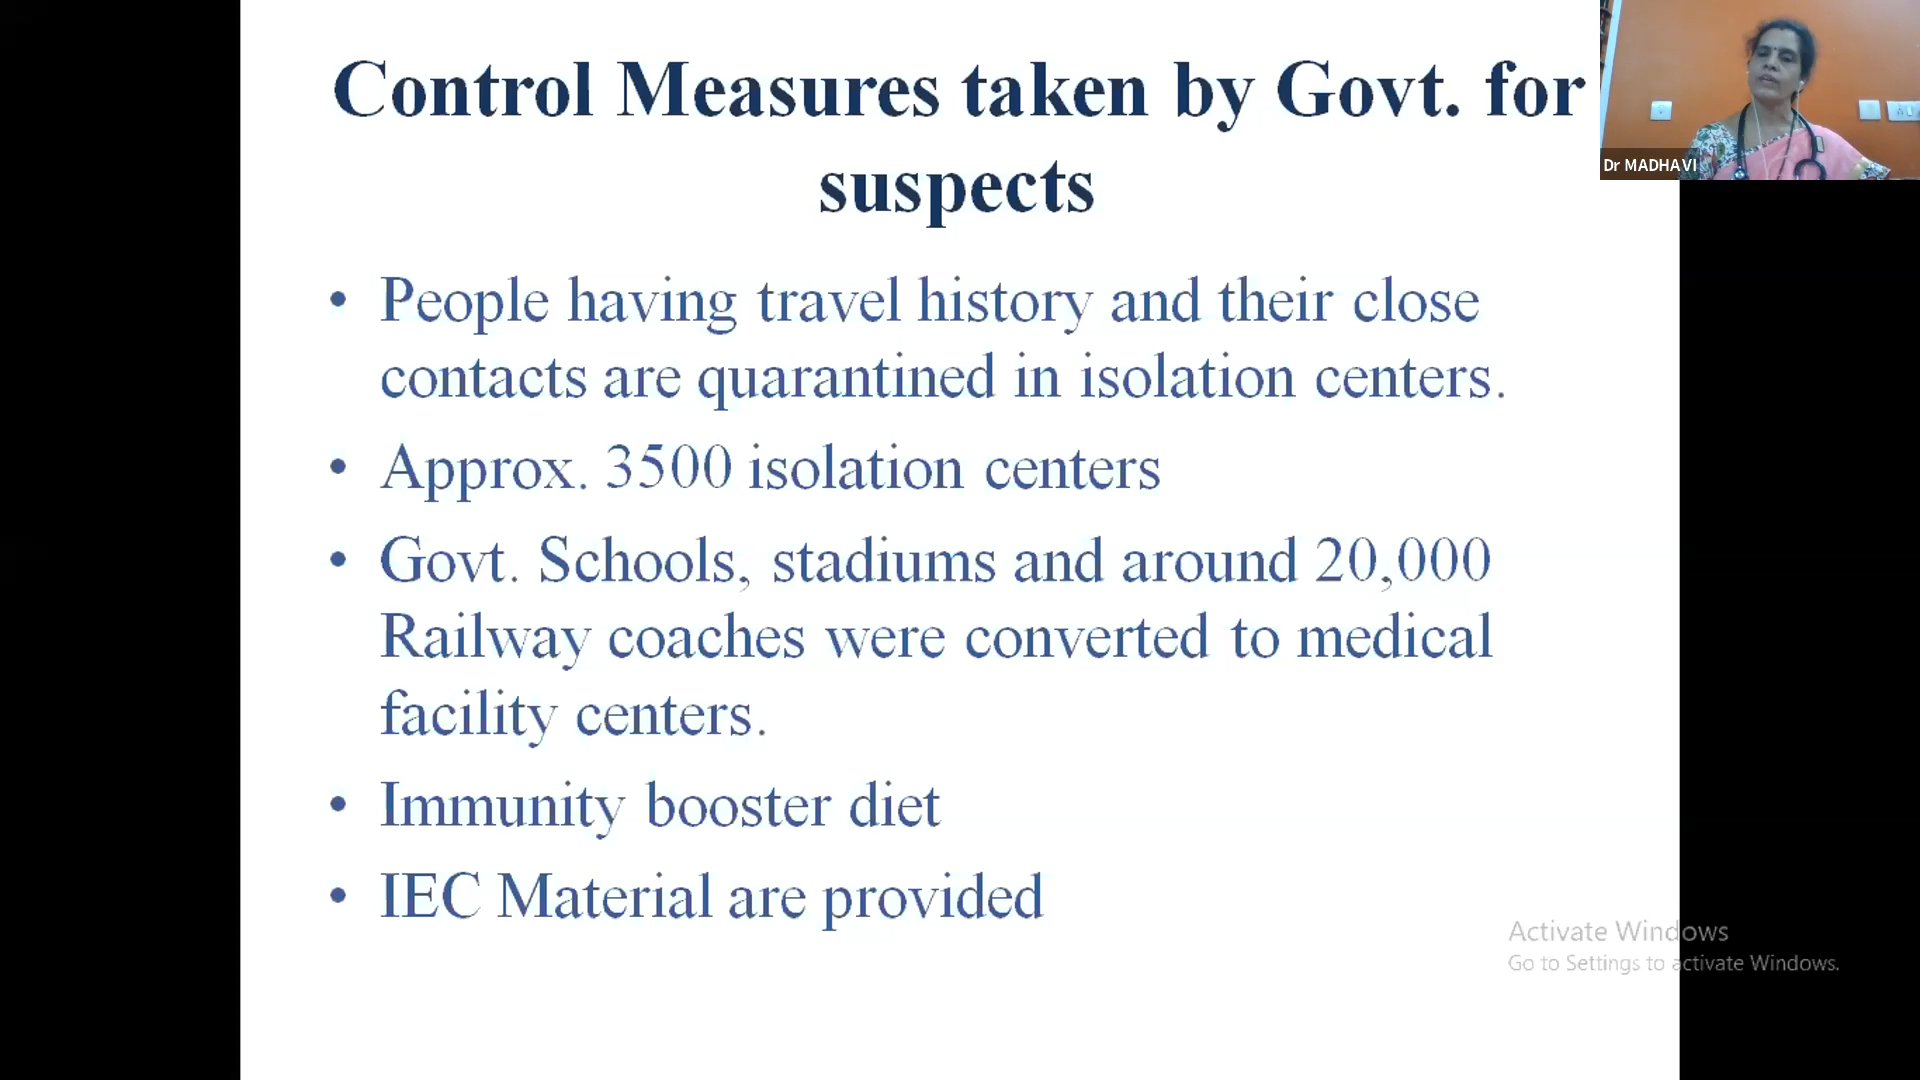 Control Measures taken by Govt. for
suspects
Dr MADHAVI
• People having travel history and their close
contacts are quarantined in isolation centers.
• Approx. 3500 isolation centers
• Govt. Schools, stadiums and around 20,000
Railway coaches were converted to medical
facility centers.
• Immunity booster diet
• IEC Material are provided
Activate Windows
Go to Settings to activate Windows.